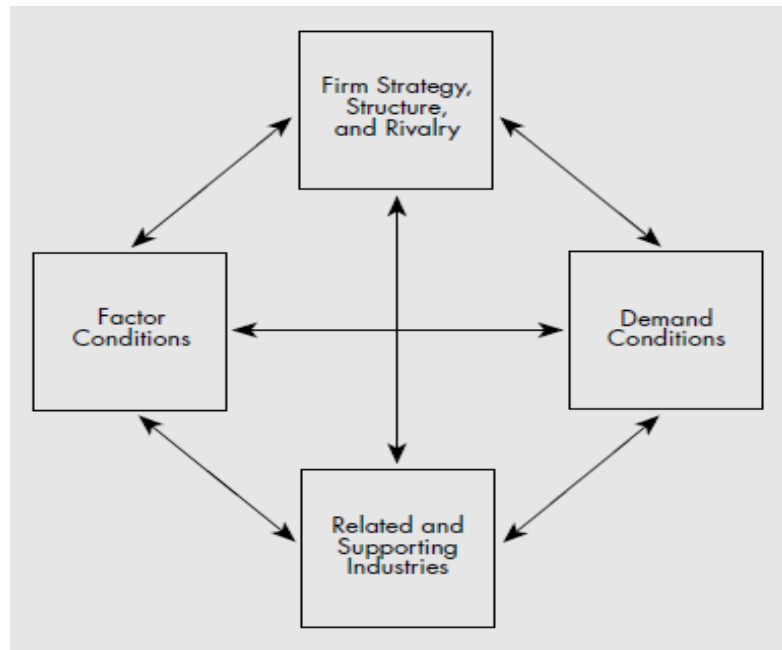 Firm Strategy,
Structure,
and Rivalry
Factor
Conditions
Demand
Conditions
Related and
Supporting
Industries